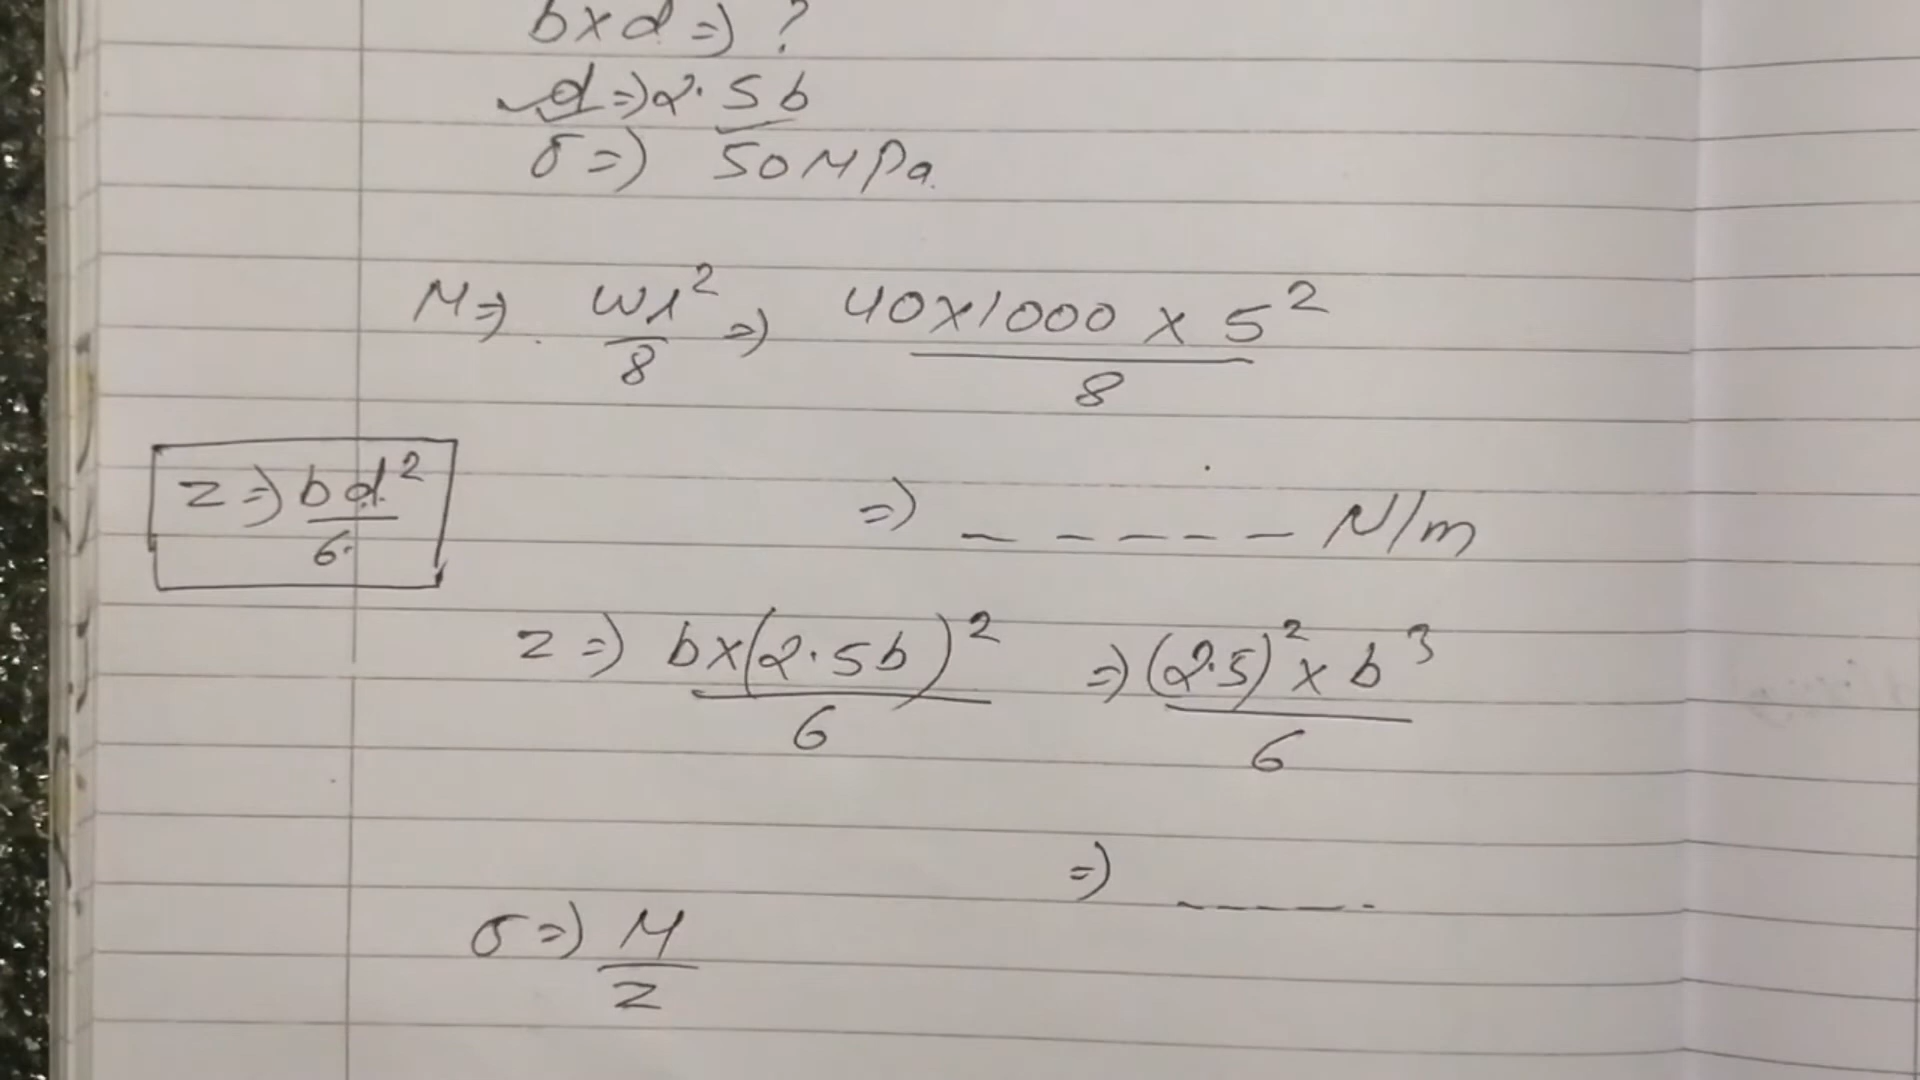 b×d ⇒ ?
d ⇒ 2.5b
σ ⇒ 50MPa.
M ⇒ wl²/8 ⇒ 40×1000 × 5²/8
z ⇒ bd²/6
⇒ _ _ _ _ _ N/m
z ⇒ b×(2.5b)²/6 ⇒ (2.5)² × b³/6
⇒ _ _ _ _ _
σ ⇒ M/z